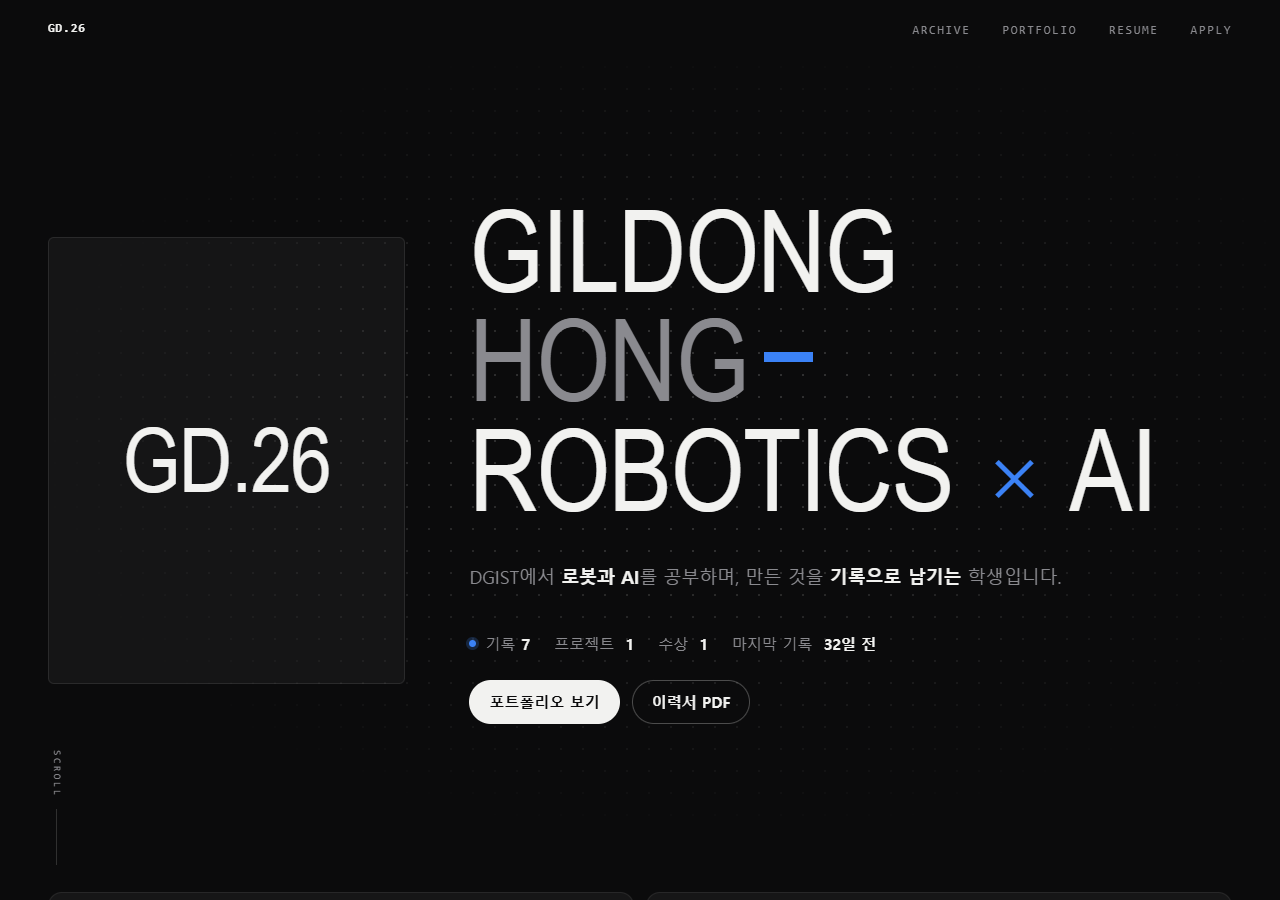 GD.26
ARCHIVE PORTFOLIO RESUME APPLY
GD.26
GILDONG
HONG
ROBOTICS × AI
DGIST에서 로봇과 AI를 공부하며, 만든 것을 기록으로 남기는 학생입니다.
기록 7 프로젝트 1 수상 1 마지막 기록 32일 전
포트폴리오 보기 이력서 PDF
SCROLL